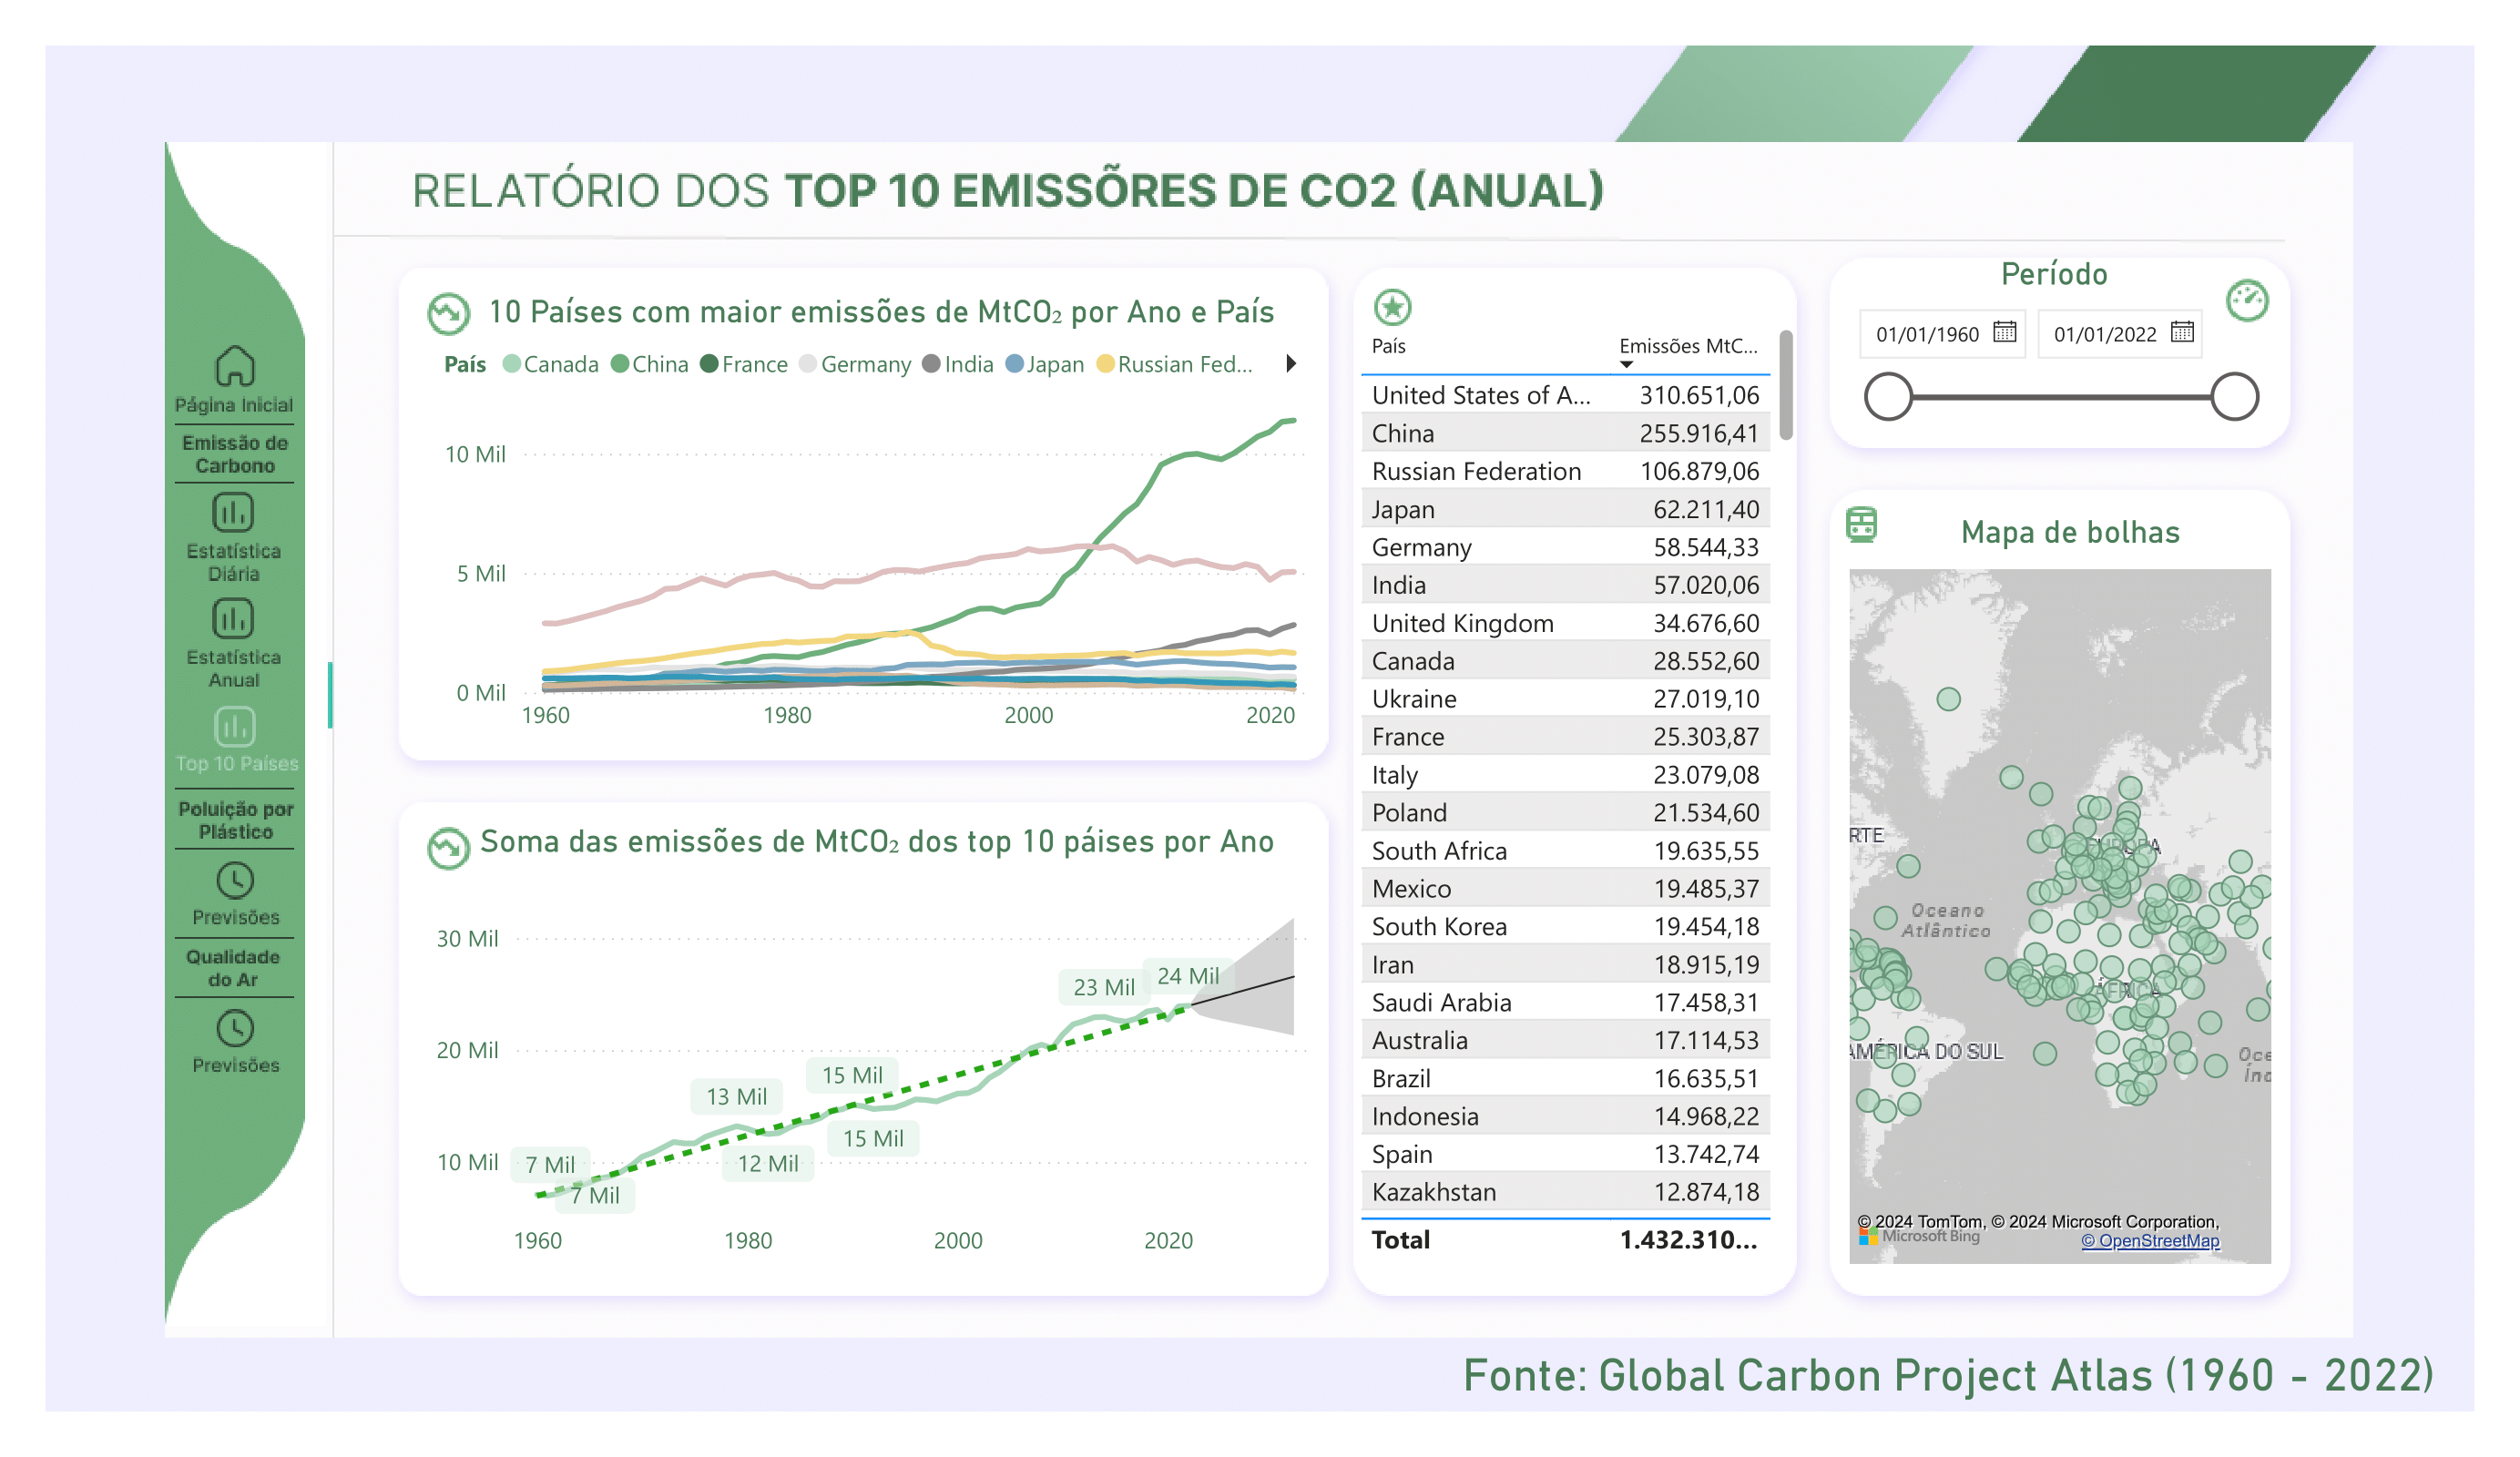 RELATÓRIO DOS TOP 10 EMISSÕRES DE CO2 (ANUAL)
Página Inicial
Emissão de
Carbono
Estatística
Diária
Estatística
Anual
Top 10 Países
Poluição por
Plástico
Previsões
Qualidade
do Ar
Previsões
10 Países com maior emissões de MtCO₂ por Ano e País
País Canada China France Germany India Japan Russian Fed...
10 Mil
5 Mil
0 Mil
1960 1980 2000 2020
Soma das emissões de MtCO₂ dos top 10 páises por Ano
30 Mil
20 Mil
10 Mil
7 Mil
7 Mil
13 Mil
12 Mil
15 Mil
15 Mil
23 Mil
24 Mil
1960 1980 2000 2020
País Emissões MtC...
United States of A... 310.651,06
China 255.916,41
Russian Federation 106.879,06
Japan 62.211,40
Germany 58.544,33
India 57.020,06
United Kingdom 34.676,60
Canada 28.552,60
Ukraine 27.019,10
France 25.303,87
Italy 23.079,08
Poland 21.534,60
South Africa 19.635,55
Mexico 19.485,37
South Korea 19.454,18
Iran 18.915,19
Saudi Arabia 17.458,31
Australia 17.114,53
Brazil 16.635,51
Indonesia 14.968,22
Spain 13.742,74
Kazakhstan 12.874,18
Total 1.432.310...
Período
01/01/1960 01/01/2022
Mapa de bolhas
RTE
EUROPA
Oceano
Atlântico
ÁFRICA
AMÉRICA DO SUL
Oce
Índ
© 2024 TomTom, © 2024 Microsoft Corporation,
Microsoft Bing © OpenStreetMap
Fonte: Global Carbon Project Atlas (1960 - 2022)